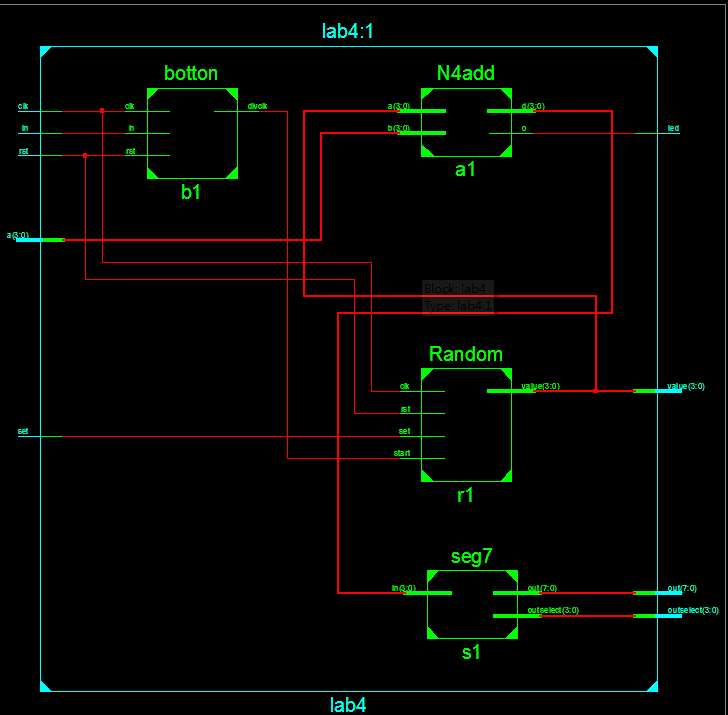 lab4:1
botton
N4add
clk
clk
divclk
a(3:0)
d(3:0)
in
in
b(3:0)
o
led
rst
rst
b1
a1
a(3:0)
Block: lab4
Type: lab4:1
Random
clk
value(3:0)
value(3:0)
rst
set
set
start
r1
seg7
in(3:0)
out(7:0)
out(7:0)
outselect(3:0)
outselect(3:0)
s1
lab4